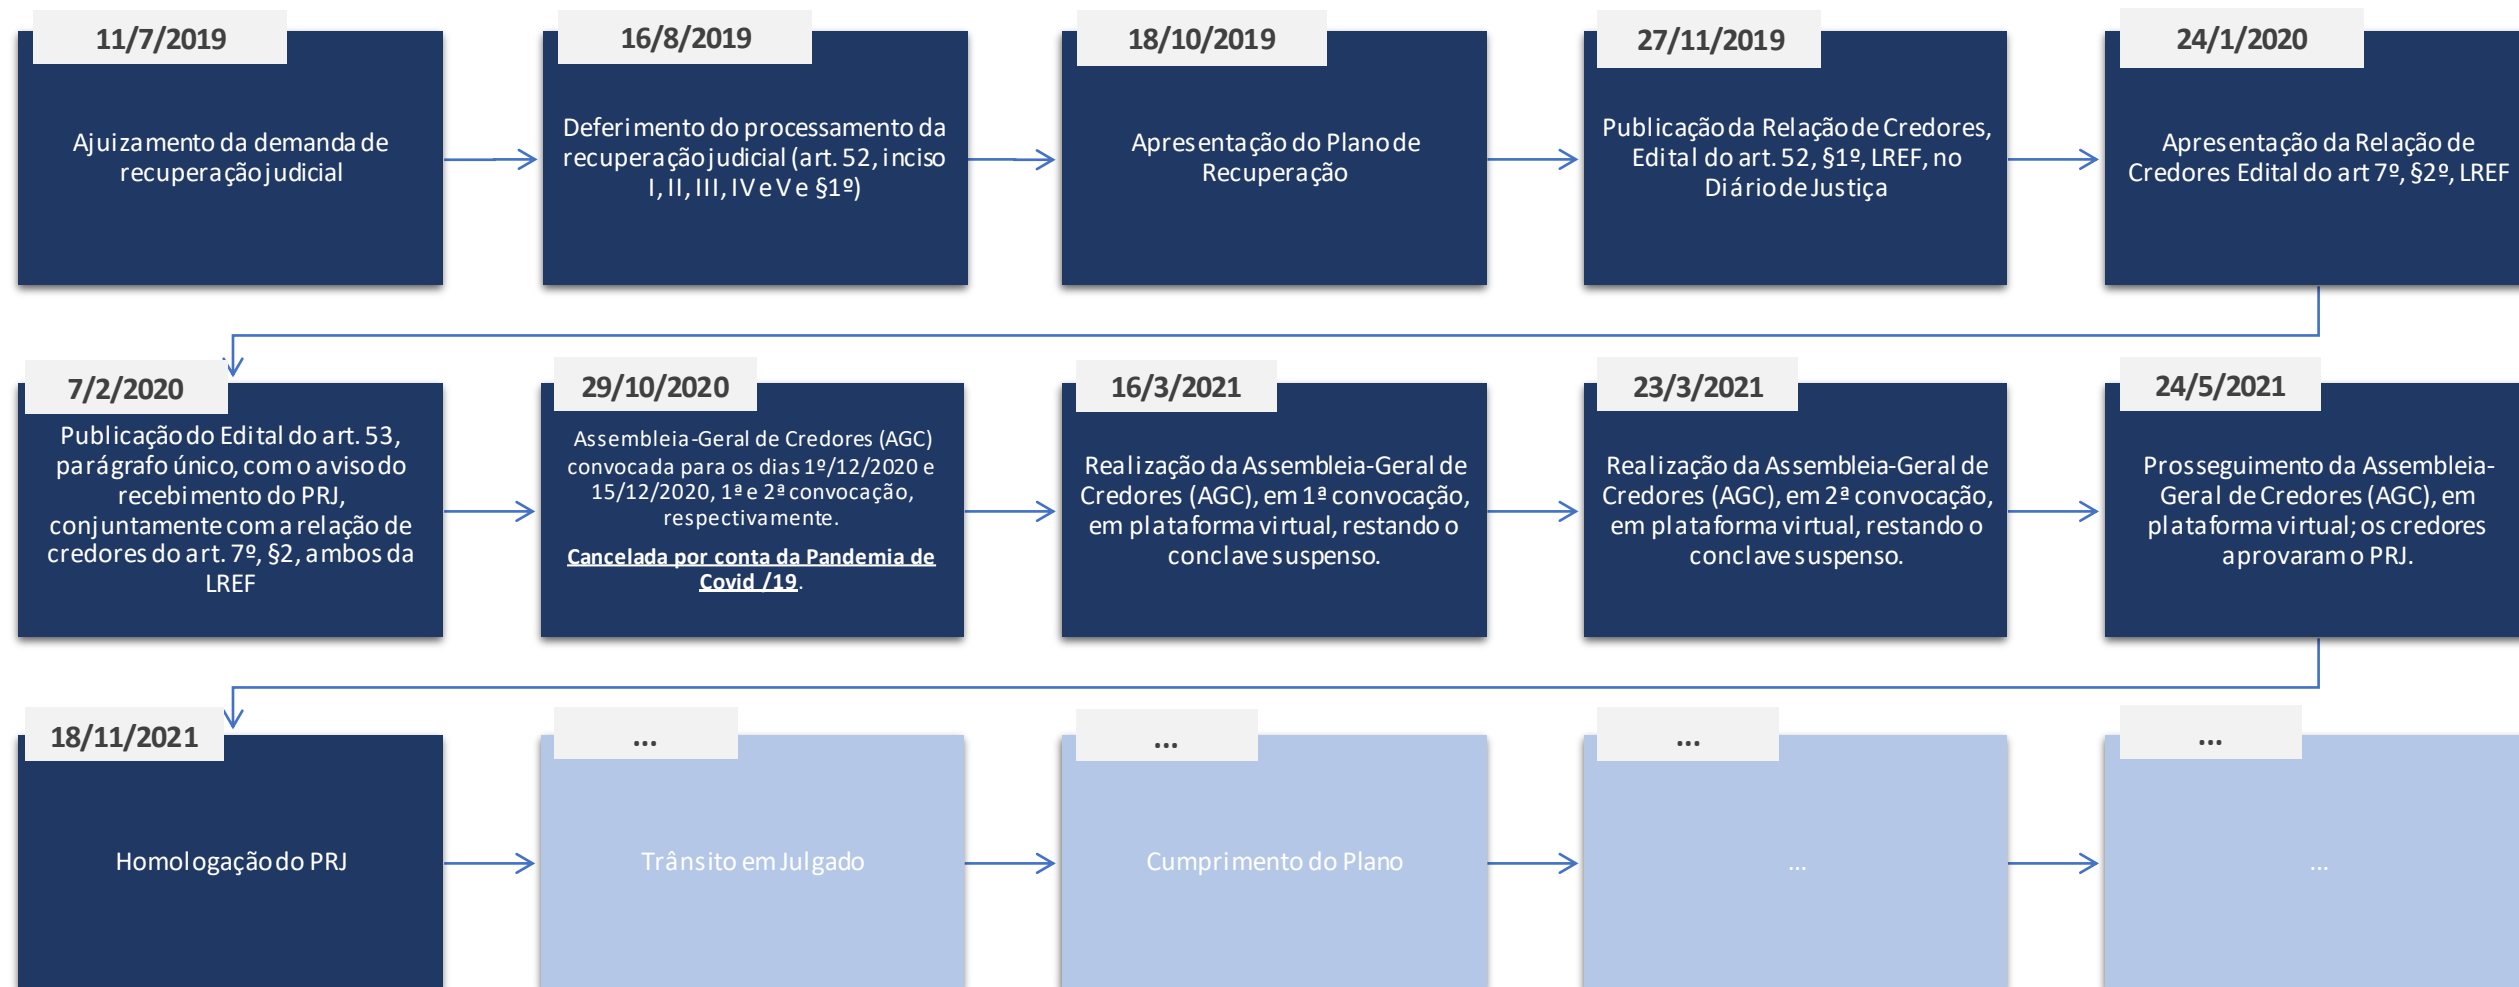 11/7/2019
Ajuizamento da demanda de
recuperação judicial
16/8/2019
Deferimento do processamento da
recuperação judicial (art. 52, inciso
I, II, III, IV e V e §1º)
18/10/2019
Apresentação do Plano de
Recuperação
27/11/2019
Publicação da Relação de Credores,
Edital do art. 52, §1º, LREF, no
Diário de Justiça
24/1/2020
Apresentação da Relação de
Credores Edital do art 7º, §2º, LREF
7/2/2020
Publicação do Edital do art. 53,
parágrafo único, com o aviso do
recebimento do PRJ,
conjuntamente com a relação de
credores do art. 7º, §2, ambos da
LREF
29/10/2020
Assembleia-Geral de Credores (AGC)
convocada para os dias 1º/12/2020 e
15/12/2020, 1ª e 2ª convocação,
respectivamente.
Cancelada por conta da Pandemia de
Covid /19.
16/3/2021
Realização da Assembleia-Geral de
Credores (AGC), em 1ª convocação,
em plataforma virtual, restando o
conclave suspenso.
23/3/2021
Realização da Assembleia-Geral de
Credores (AGC), em 2ª convocação,
em plataforma virtual, restando o
conclave suspenso.
24/5/2021
Prosseguimento da Assembleia-
Geral de Credores (AGC), em
plataforma virtual; os credores
aprovaram o PRJ.
18/11/2021
Homologação do PRJ
...
Trânsito em Julgado
...
Cumprimento do Plano
...
...
...
...